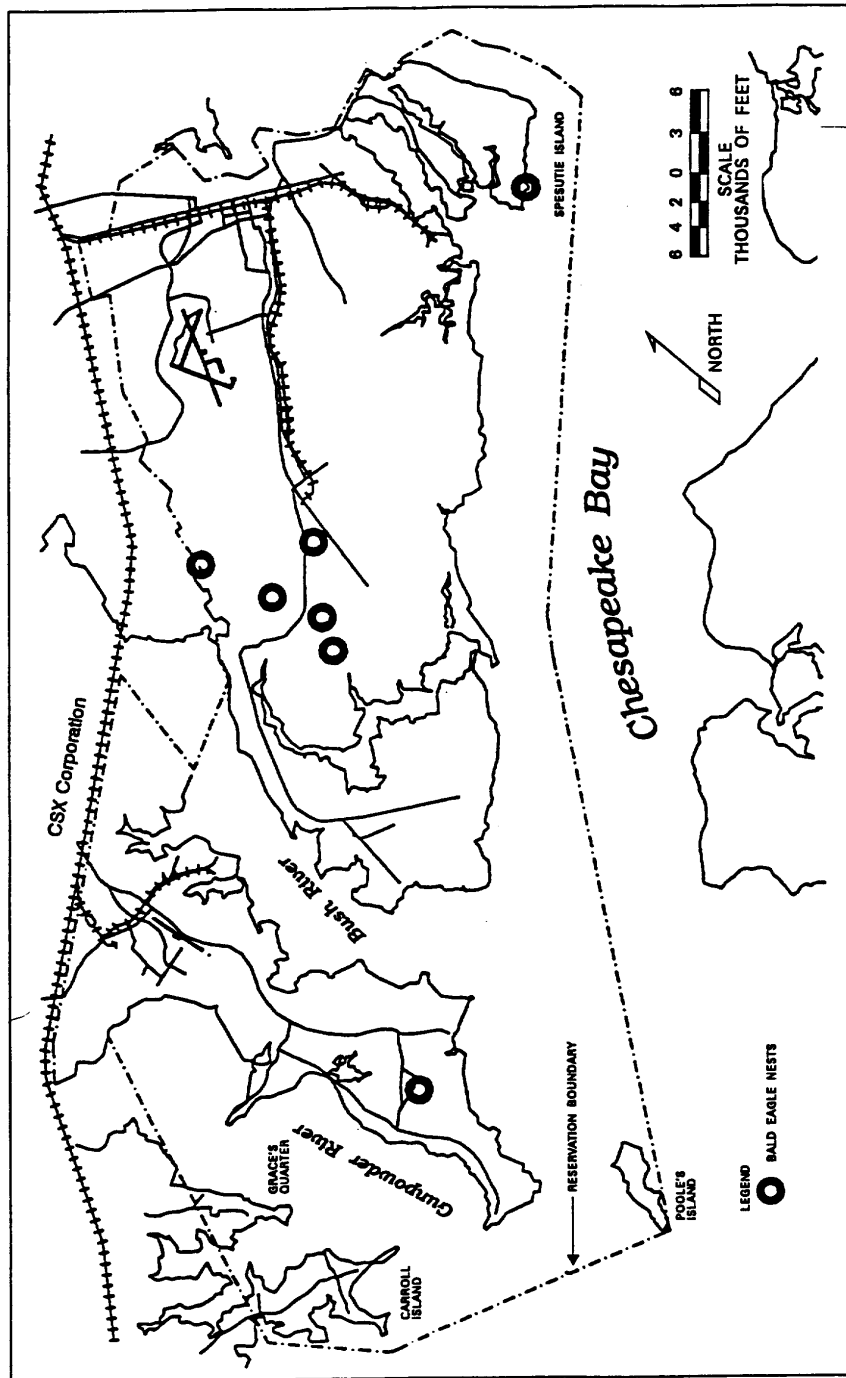 CSX Corporation
Bush River
Gunpowder River
GRACE'S
QUARTER
CARROLL
ISLAND
RESERVATION BOUNDARY
POOLE'S
ISLAND
Chesapeake Bay
SPESUTIE ISLAND
NORTH
6 4 2 0 3 6
SCALE
THOUSANDS OF FEET
LEGEND
BALD EAGLE NESTS